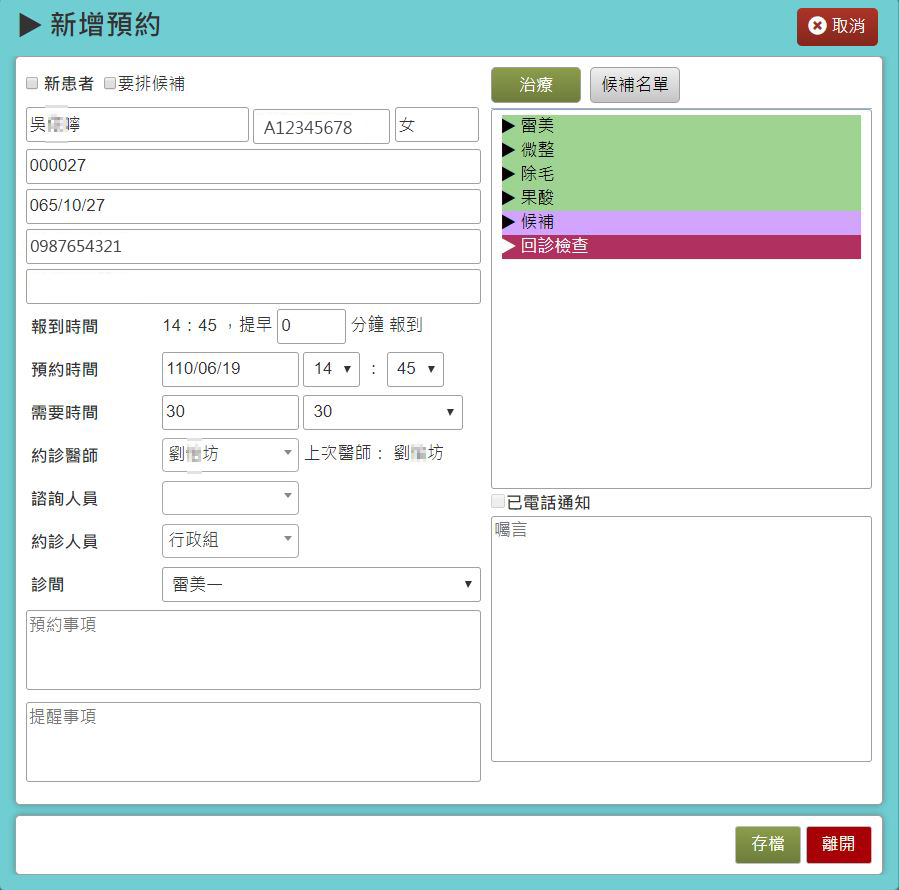 新增預約
取消
新患者 要排候補
吳 嚀 A12345678 女
000027
065/10/27
0987654321
報到時間 14：45 ，提早 0 分鐘 報到
預約時間 110/06/19 14 : 45
需要時間 30 30
約診醫師 劉 坊 上次醫師： 劉 坊
諮詢人員
約診人員 行政組
診間 雷美一
預約事項
提醒事項
治療 候補名單
雷美
微整
除毛
果酸
候補
回診檢查
已電話通知
囑言
存檔 離開